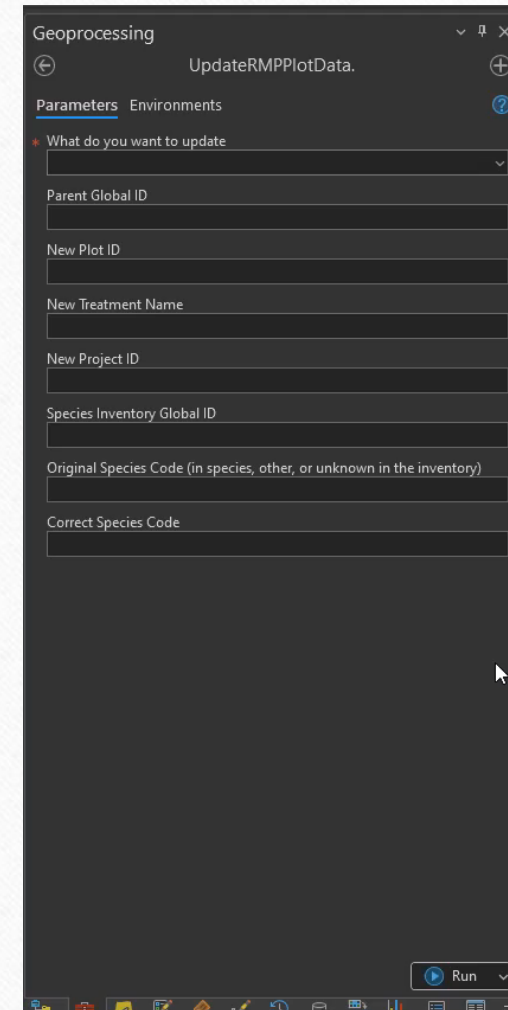 Geoprocessing
UpdateRMPPlotData.
Parameters Environments
* What do you want to update
Parent Global ID
New Plot ID
New Treatment Name
New Project ID
Species Inventory Global ID
Original Species Code (in species, other, or unknown in the inventory)
Correct Species Code
Run